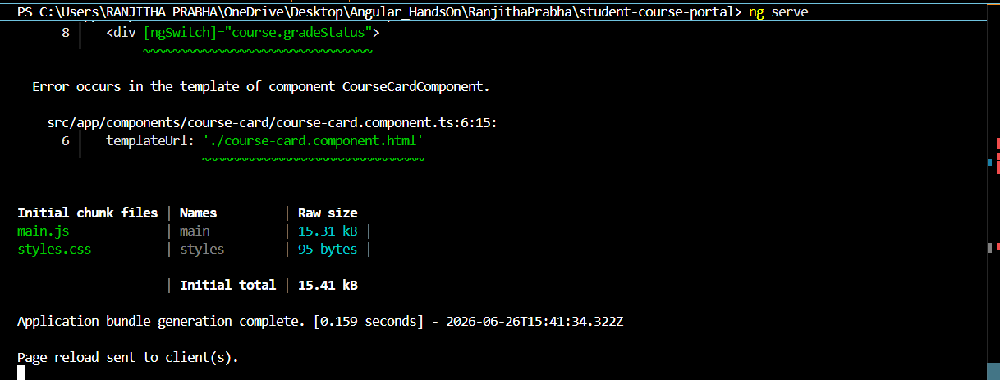 PS C:\Users\RANJITHA PRABHA\OneDrive\Desktop\Angular_HandsOn\RanjithaPrabha\student-course-portal> ng serve
8 │ <div [ngSwitch]="course.gradeStatus">
~~~~~~~~~~~~~~~~~~~~~~~~~~~~~~~
Error occurs in the template of component CourseCardComponent.
src/app/components/course-card/course-card.component.ts:6:15:
6 │ templateUrl: './course-card.component.html'
~~~~~~~~~~~~~~~~~~~~~~~~~~~~~~
Initial chunk files | Names | Raw size
main.js | main | 15.31 kB |
styles.css | styles | 95 bytes |
| Initial total | 15.41 kB
Application bundle generation complete. [0.159 seconds] - 2026-06-26T15:41:34.322Z
Page reload sent to client(s).